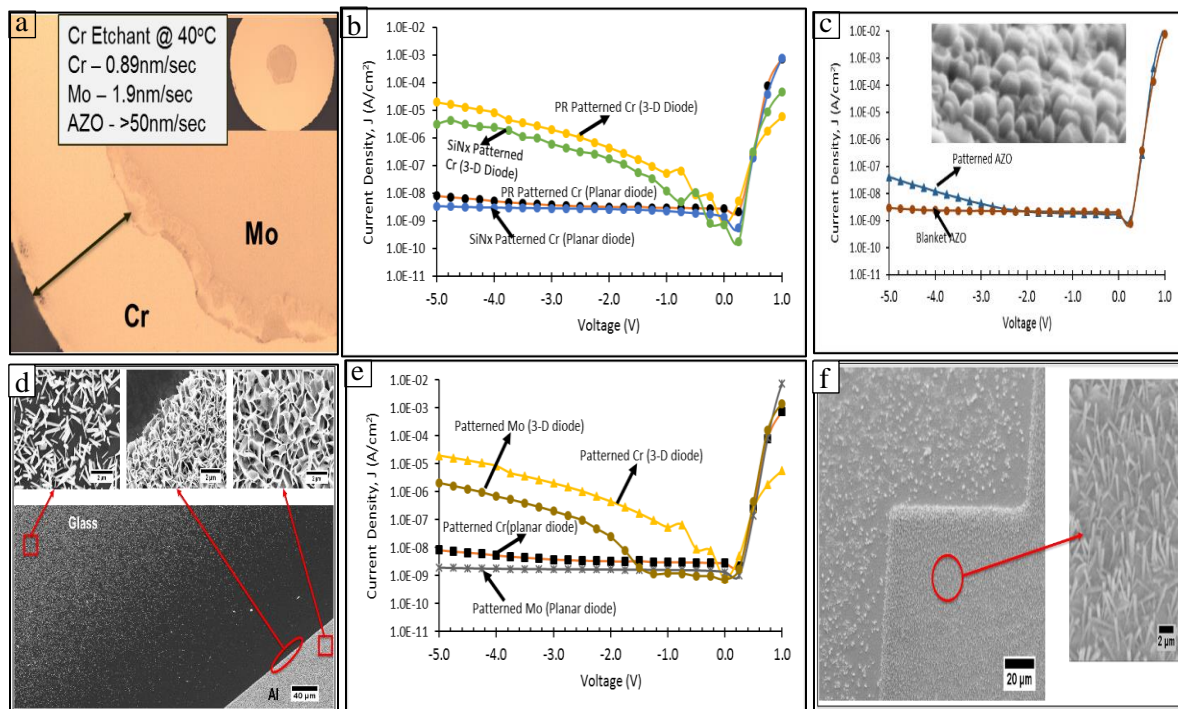 a
Cr Etchant @ 40°C
Cr – 0.89nm/sec
Mo – 1.9nm/sec
AZO - >50nm/sec
Mo
Cr
b
Current Density, J (A/cm²)
1.0E-02
1.0E-03
1.0E-04
1.0E-05
1.0E-06
1.0E-07
1.0E-08
1.0E-09
1.0E-10
1.0E-11
PR Patterned Cr (3-D Diode)
SiNx Patterned
Cr (3-D Diode)
PR Patterned Cr (Planar diode)
SiNx Patterned Cr (Planar diode)
-5.0 -4.0 -3.0 -2.0 -1.0 0.0 1.0
Voltage (V)
c
Current Density, J (A/cm²)
1.0E-02
1.0E-03
1.0E-04
1.0E-05
1.0E-06
1.0E-07
1.0E-08
1.0E-09
1.0E-10
1.0E-11
Patterned AZO
Blanket AZO
-5.0 -4.0 -3.0 -2.0 -1.0 0.0 1.0
Voltage (V)
d
2 µm
2 µm
2 µm
Glass
Al
40 µm
e
Current Density, J (A/cm²)
1.0E-02
1.0E-03
1.0E-04
1.0E-05
1.0E-06
1.0E-07
1.0E-08
1.0E-09
1.0E-10
1.0E-11
Patterned Mo (3-D diode)
Patterned Cr (3-D diode)
Patterned Cr(planar diode)
Patterned Mo (Planar diode)
-5.0 -4.0 -3.0 -2.0 -1.0 0.0 1.0
Voltage (V)
f
20 µm
2 µm